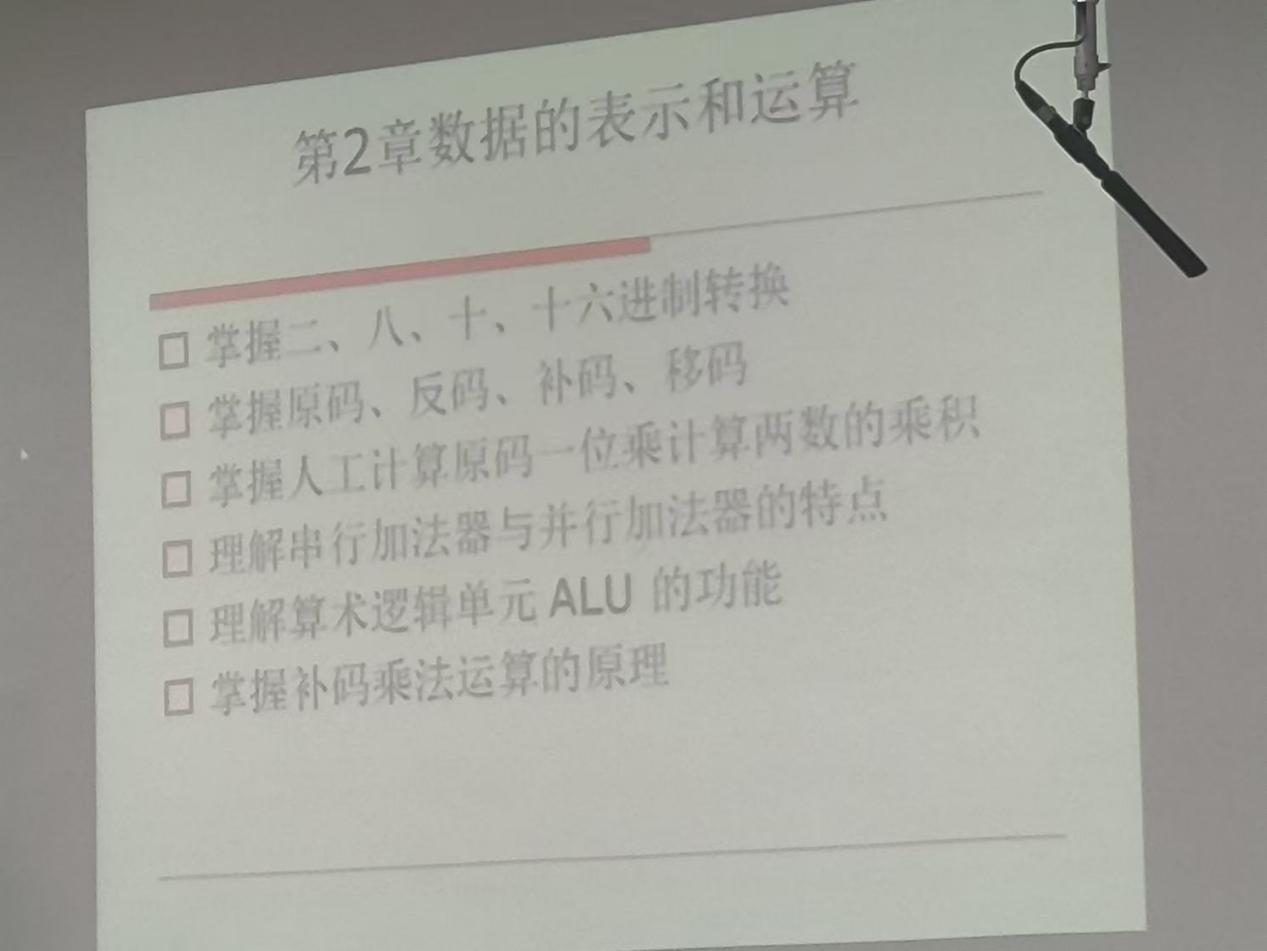 第2章数据的表示和运算
掌握二、八、十、十六进制转换
掌握原码、反码、补码、移码
掌握人工计算原码一位乘计算两数的乘积
理解串行加法器与并行加法器的特点
理解算术逻辑单元 ALU 的功能
掌握补码乘法运算的原理